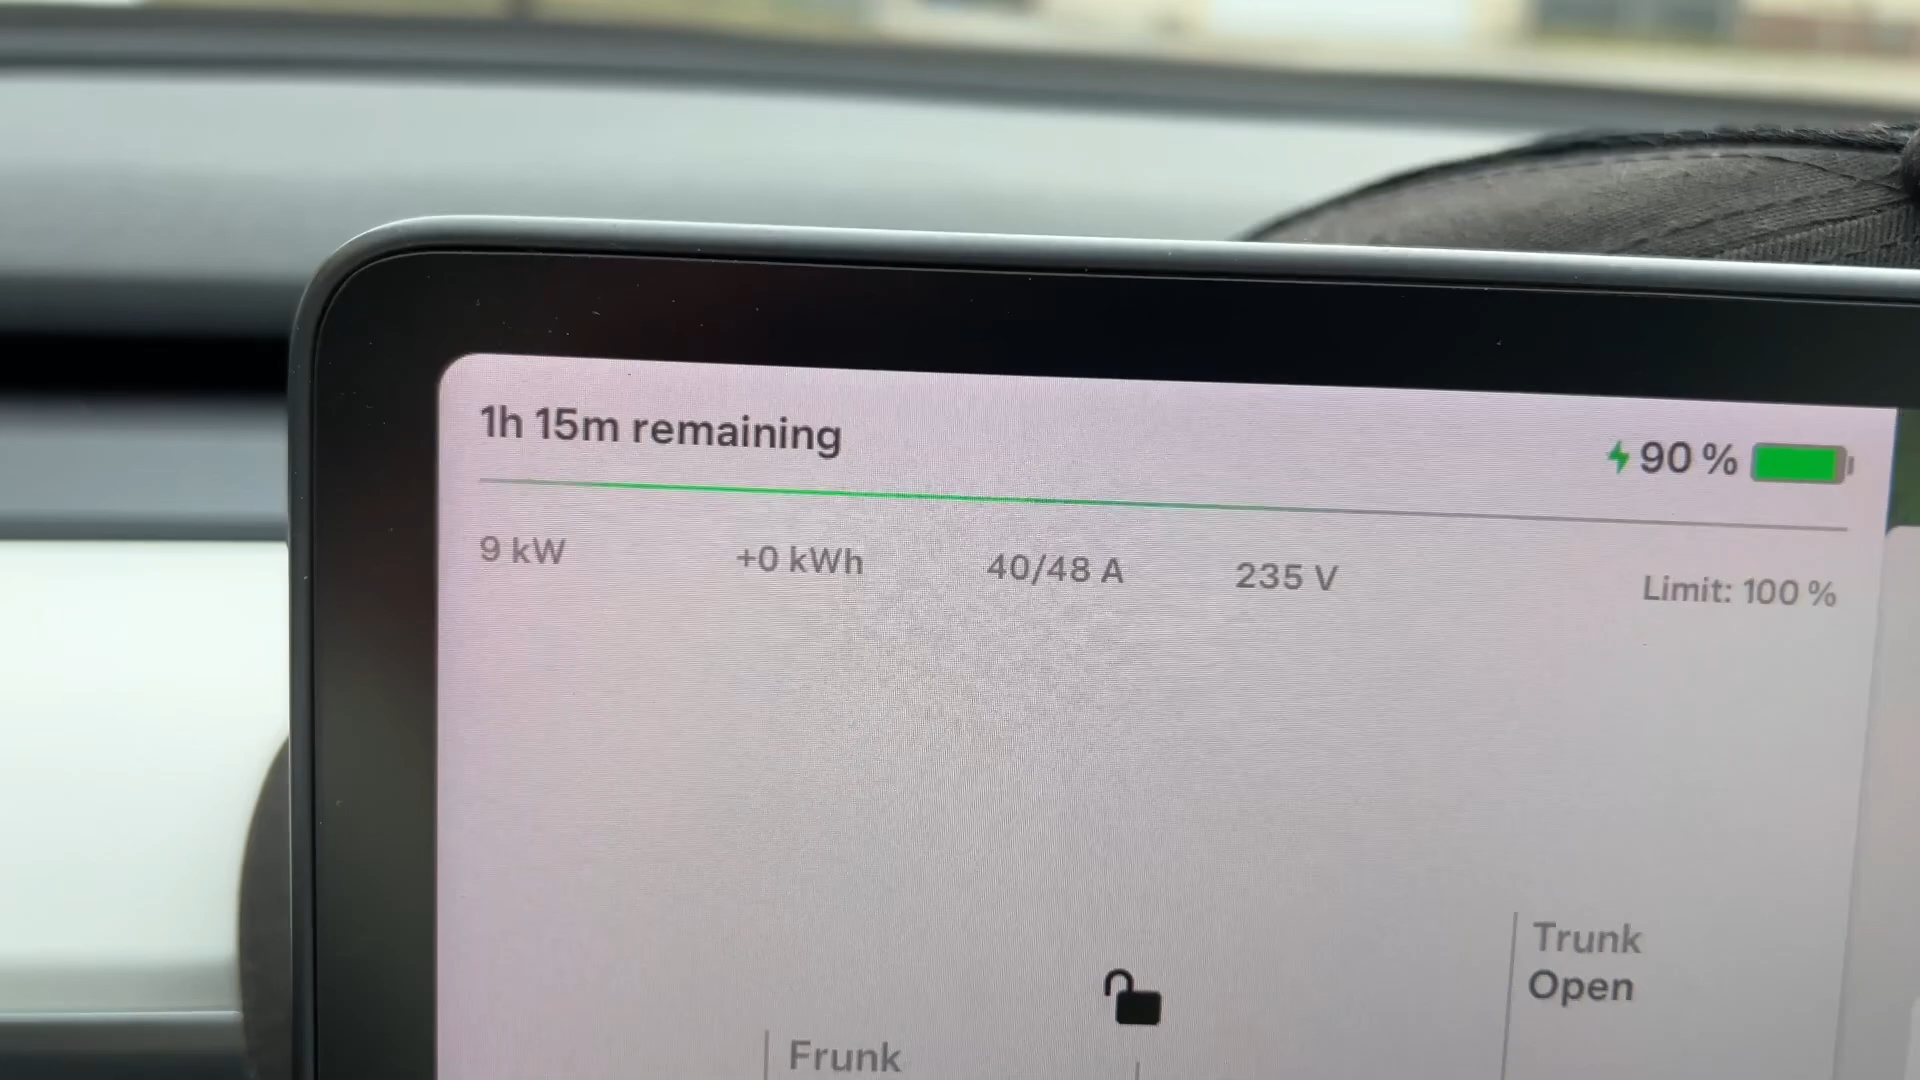 1h 15m remaining
90 %
9 kW
+0 kWh
40/48 A
235 V
Limit: 100 %
Trunk
Open
Frunk